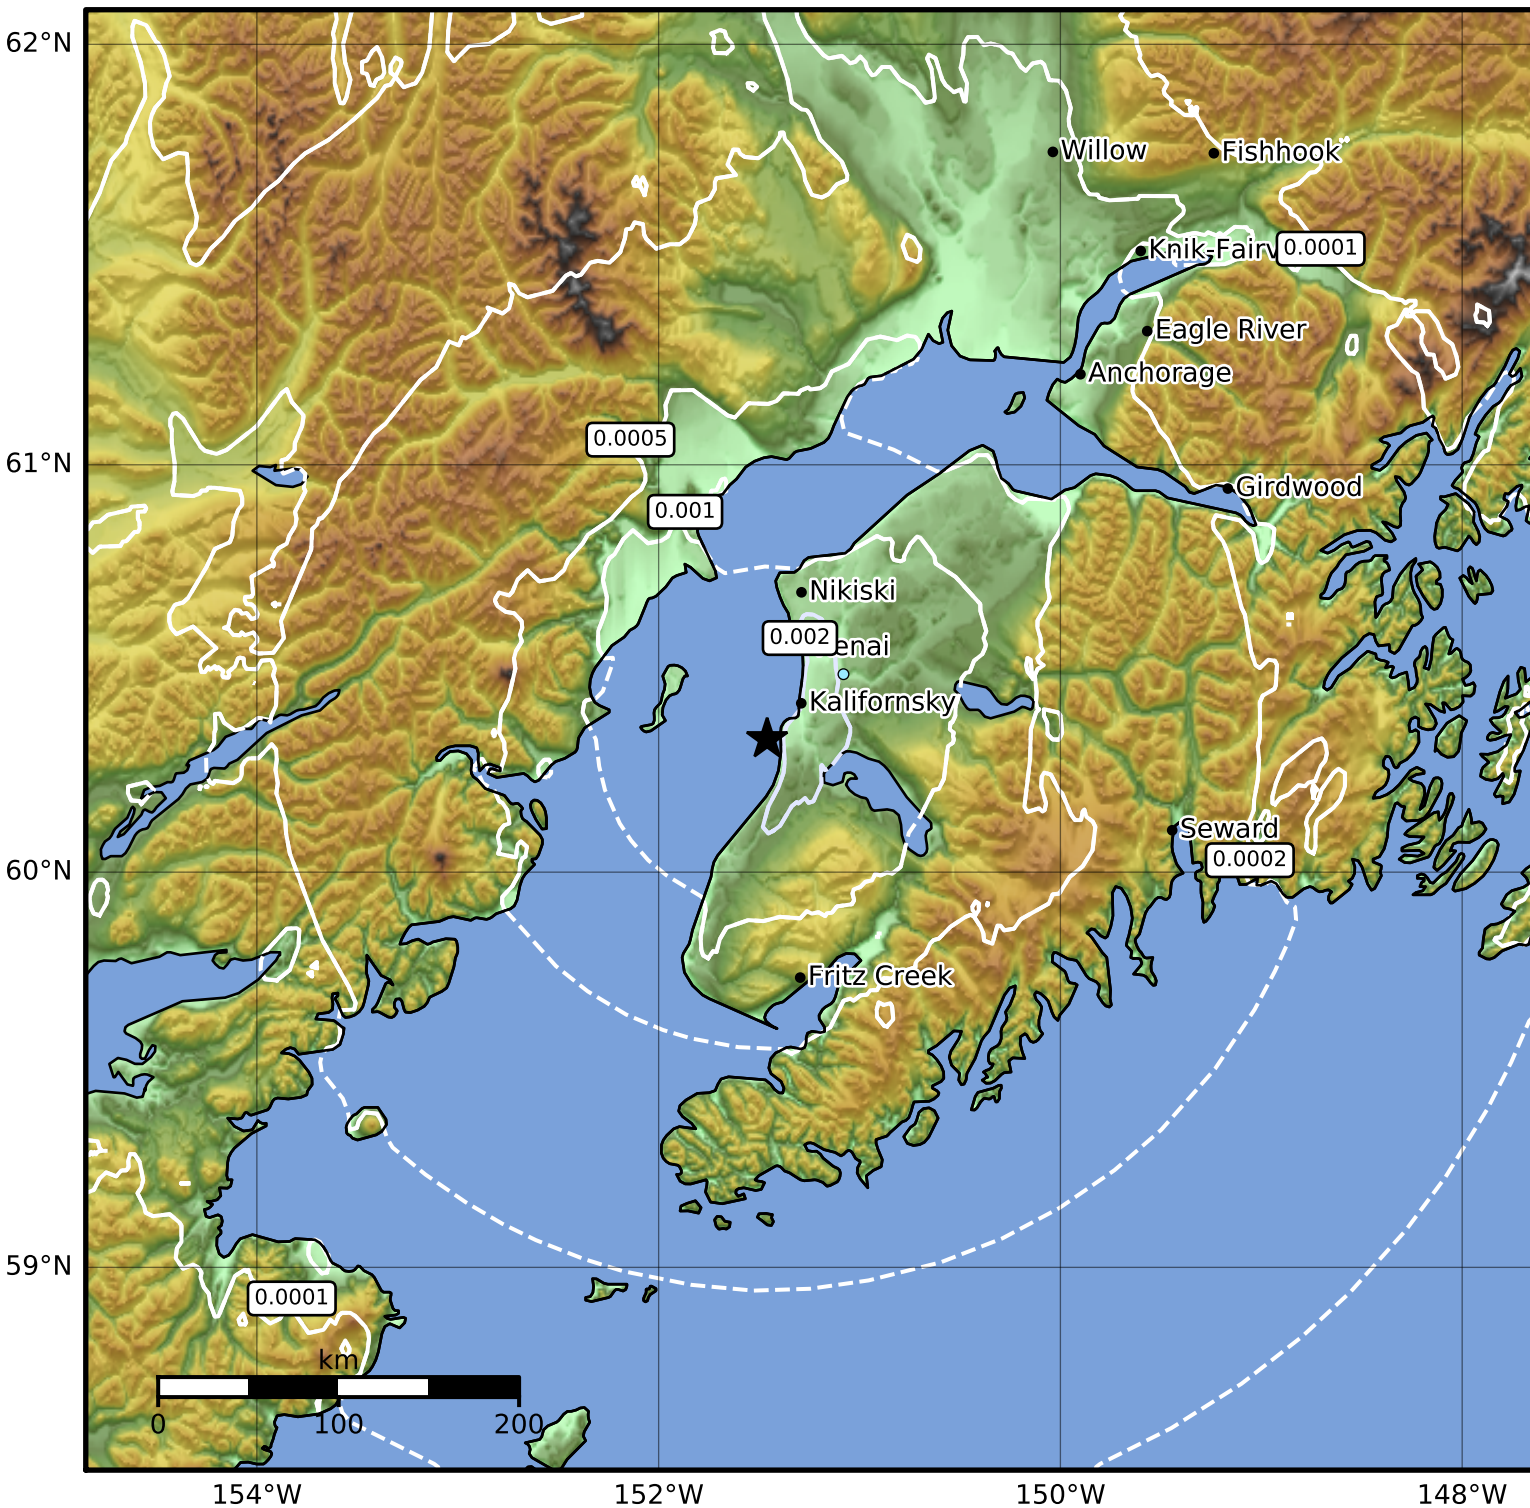 62°N
Willow
Fishhook
Knik-Fairv
0.0001
Eagle River
Anchorage
0.0005
61°N
Girdwood
0.001
Nikiski
0.002
enai
Kalifornsky
Seward
0.0002
60°N
Fritz Creek
59°N
0.0001
km
0 100 200
154°W 152°W 150°W 148°W